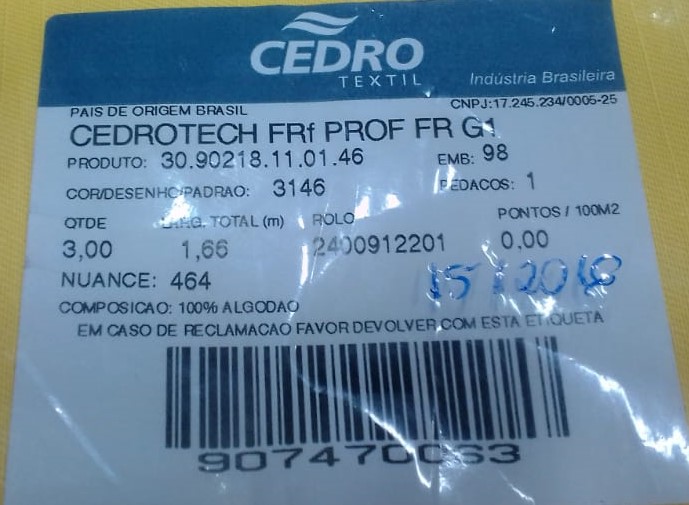 CEDRO
TEXTIL
Indústria Brasileira
PAIS DE ORIGEM BRASIL
CNPJ:17.245.234/0005-25
CEDROTECH FRf PROF FR G1
PRODUTO: 30.90218.11.01.46 EMB: 98
COR/DESENHO/PADRAO: 3146 PEDACOS: 1
QTDE LARG. TOTAL (m) ROLO PONTOS / 100M2
3,00 1,66 2400912201 0,00
NUANCE: 464
COMPOSICAO: 100% ALGODAO
EM CASO DE RECLAMACAO FAVOR DEVOLVER COM ESTA ETIQUETA
907470063